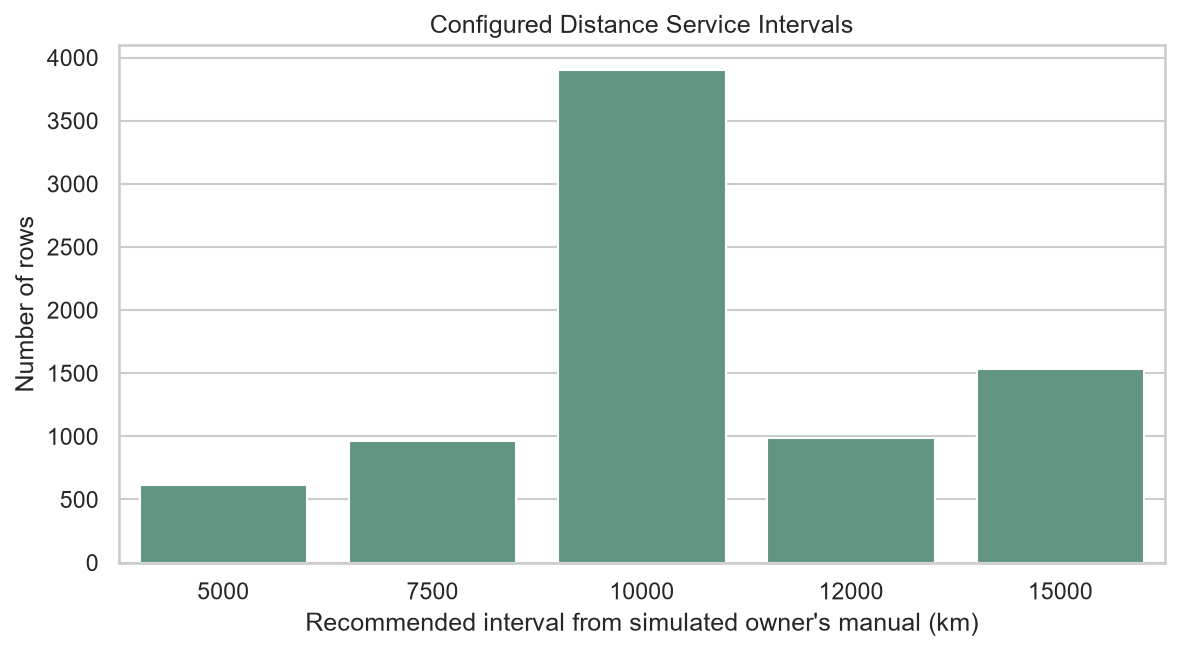 Configured Distance Service Intervals
4000
3500
3000
2500
2000
1500
1000
500
0
Number of rows
5000 7500 10000 12000 15000
Recommended interval from simulated owner's manual (km)